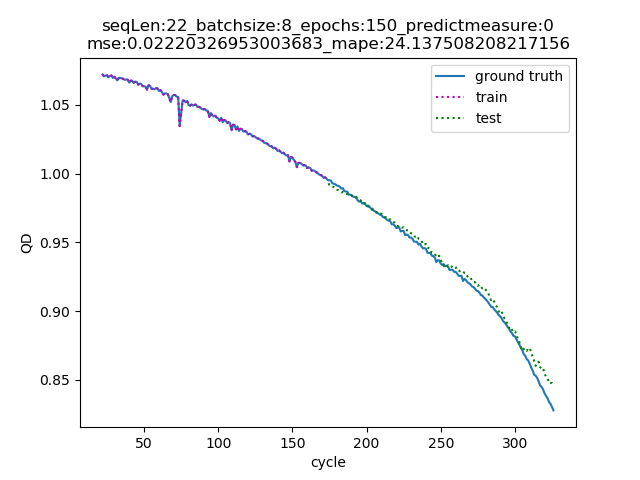 seqLen:22_batchsize:8_epochs:150_predictmeasure:0
mse:0.02220326953003683_mape:24.137508208217156
ground truth
train
test
1.05
1.00
0.95
0.90
0.85
QD
50
100
150
200
250
300
cycle